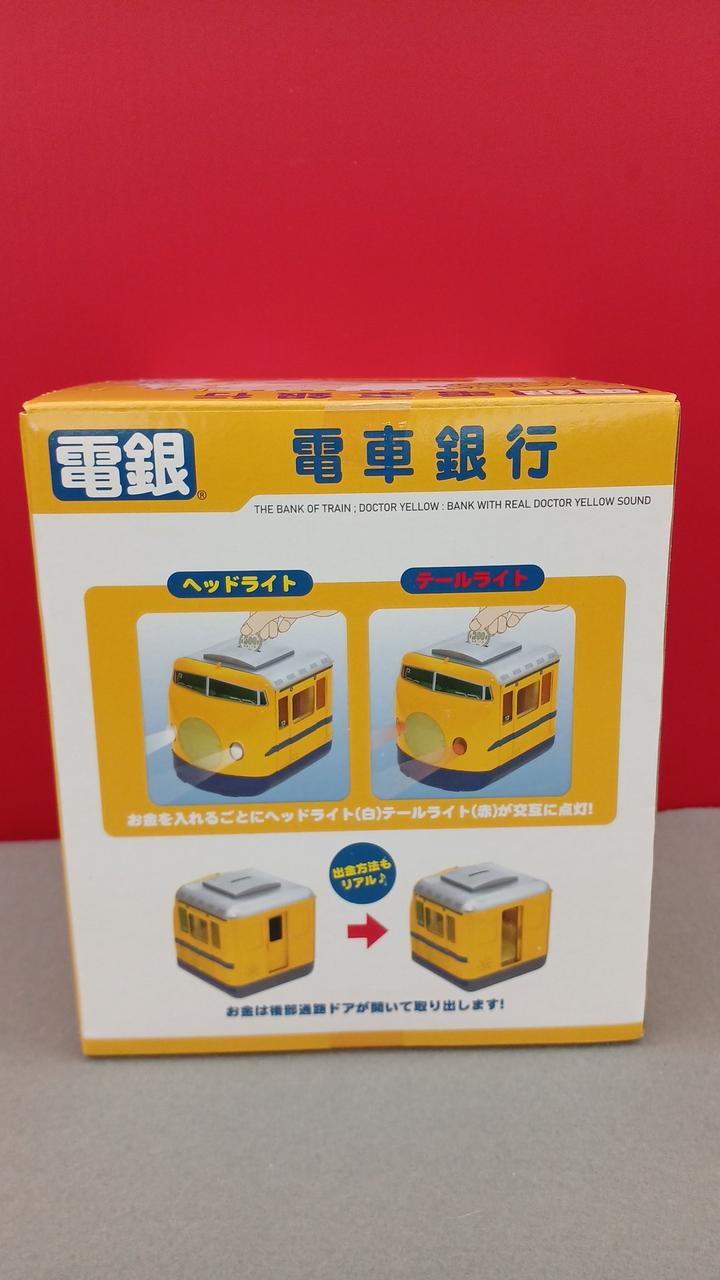 電車銀行
電銀®
電車銀行
THE BANK OF TRAIN ; DOCTOR YELLOW : BANK WITH REAL DOCTOR YELLOW SOUND
ヘッドライト
テールライト
お金を入れるごとにヘッドライト(白)テールライト(赤)が交互に点灯!
出金方法も
リアル♪
お金は後部通路ドアが開いて取り出します!